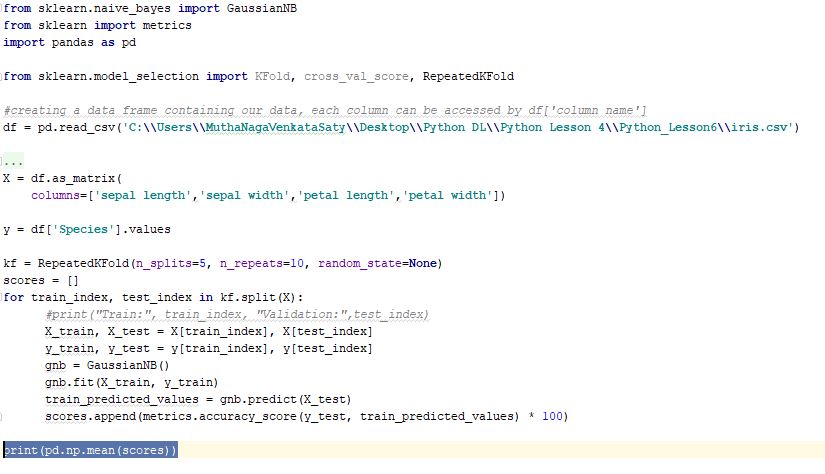 from sklearn.naive_bayes import GaussianNB
from sklearn import metrics
import pandas as pd
from sklearn.model_selection import KFold, cross_val_score, RepeatedKFold
#creating a data frame containing our data, each column can be accessed by df['column name']
df = pd.read_csv('C:\\Users\\MuthaNagaVenkataSaty\\Desktop\\Python DL\\Python Lesson 4\\Python_Lesson6\\iris.csv')
...
X = df.as_matrix(
    columns=['sepal length','sepal width','petal length','petal width'])
y = df['Species'].values
kf = RepeatedKFold(n_splits=5, n_repeats=10, random_state=None)
scores = []
for train_index, test_index in kf.split(X):
      #print("Train:", train_index, "Validation:",test_index)
      X_train, X_test = X[train_index], X[test_index]
      y_train, y_test = y[train_index], y[test_index]
      gnb = GaussianNB()
      gnb.fit(X_train, y_train)
      train_predicted_values = gnb.predict(X_test)
      scores.append(metrics.accuracy_score(y_test, train_predicted_values) * 100)
print(pd.np.mean(scores))